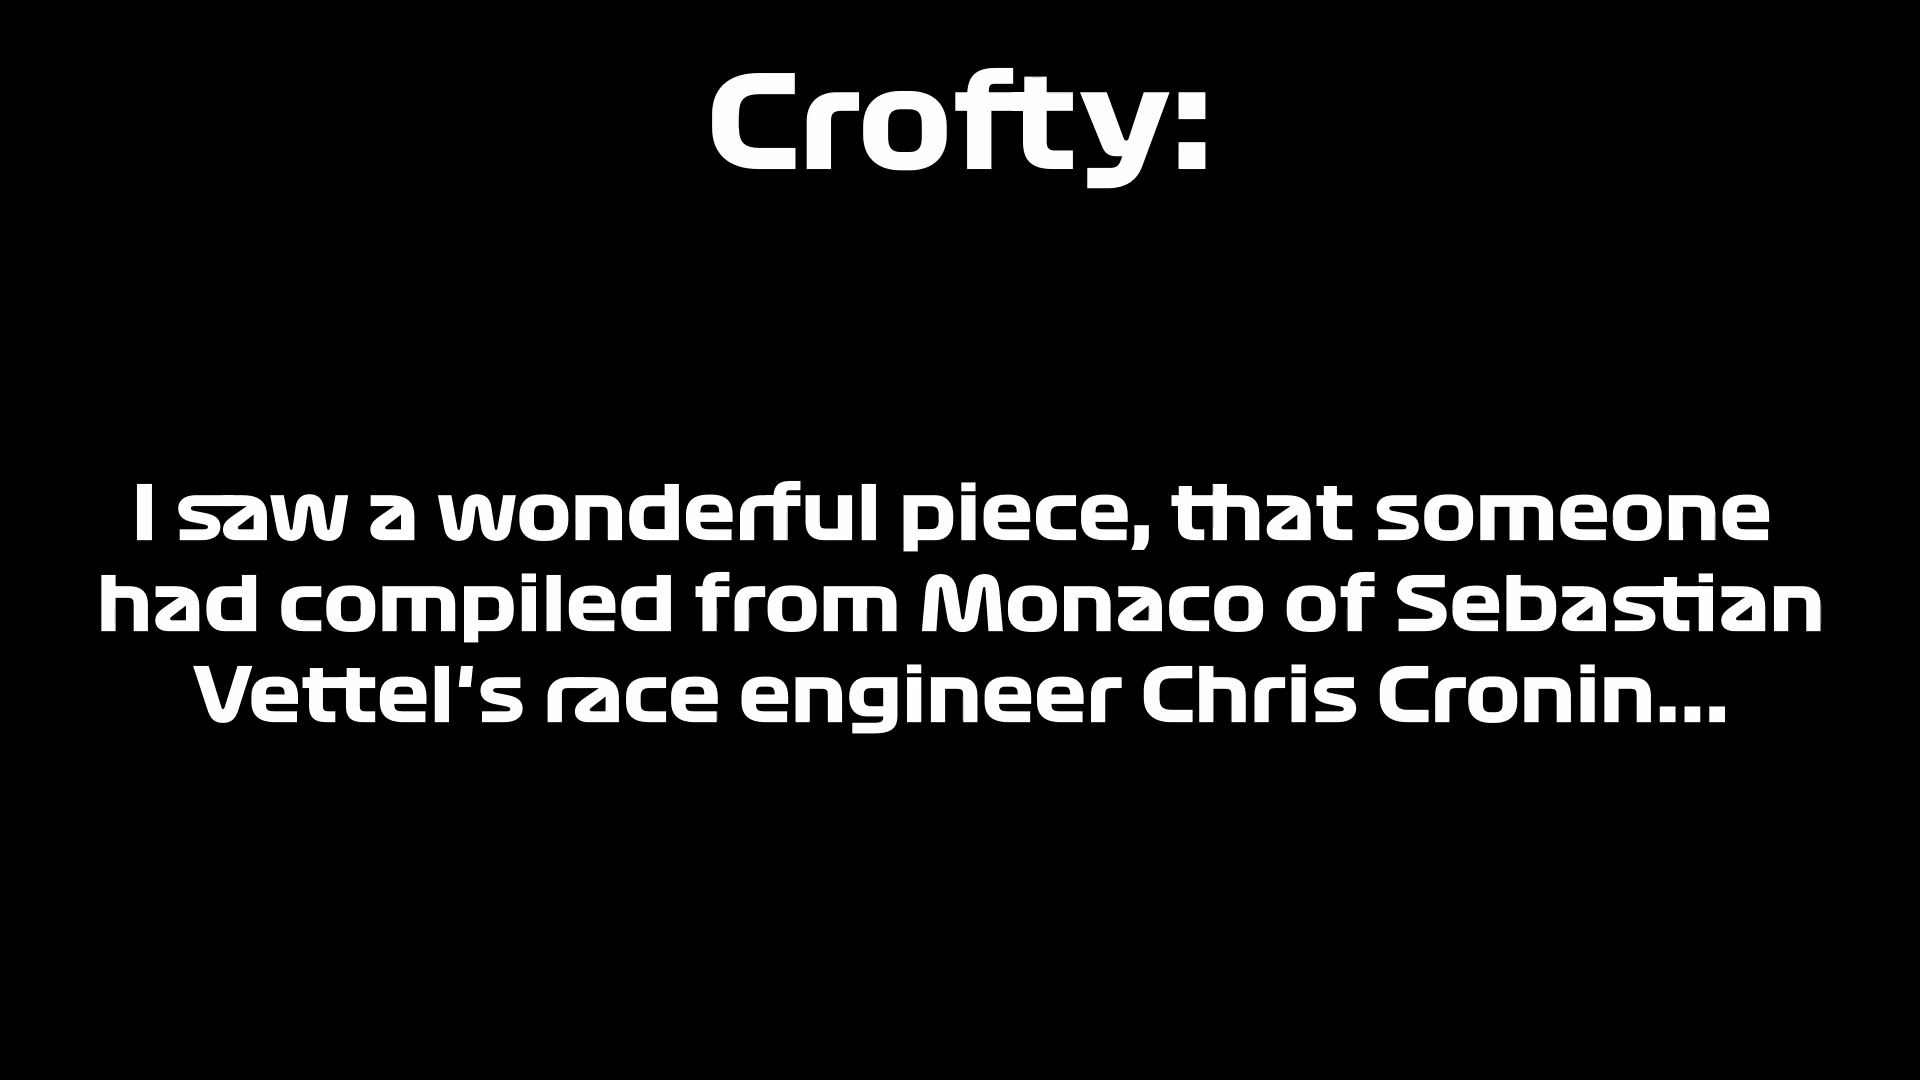 Crofty:
I saw a wonderful piece, that someone
had compiled from Monaco of Sebastian
Vettel's race engineer Chris Cronin...